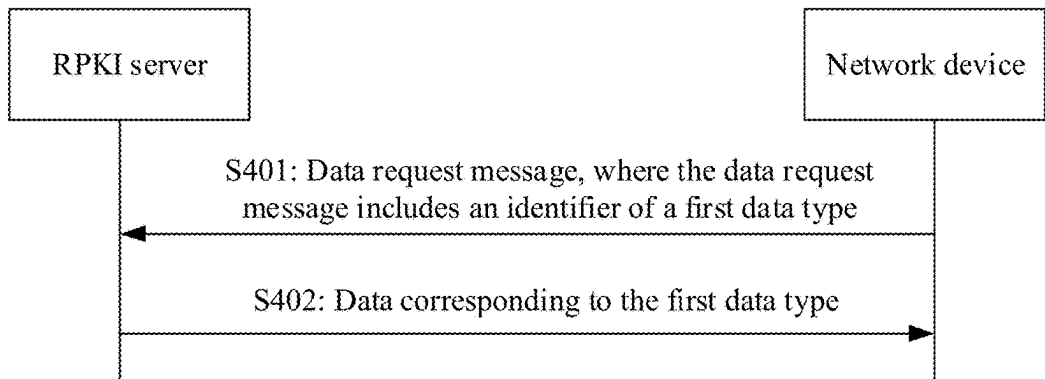 RPKI server
Network device
S401: Data request message, where the data request
message includes an identifier of a first data type
S402: Data corresponding to the first data type